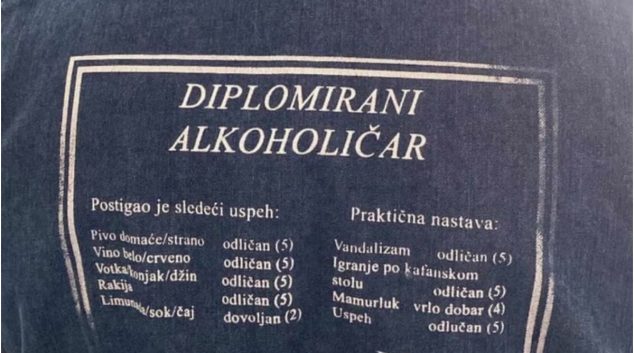 DIPLOMIRANI
ALKOHOLIČAR
Postigao je sledeći uspeh:
Pivo domaće/strano odličan (5)
Vino belo/crveno odličan (5)
Votka/konjak/džin odličan (5)
Rakija odličan (5)
Limunada/sok/čaj dovoljan (2)
Praktična nastava:
Vandalizam odličan (5)
Igranje po kafanskom
stolu odličan (5)
Mamurluk vrlo dobar (4)
Uspeh odlučan (5)